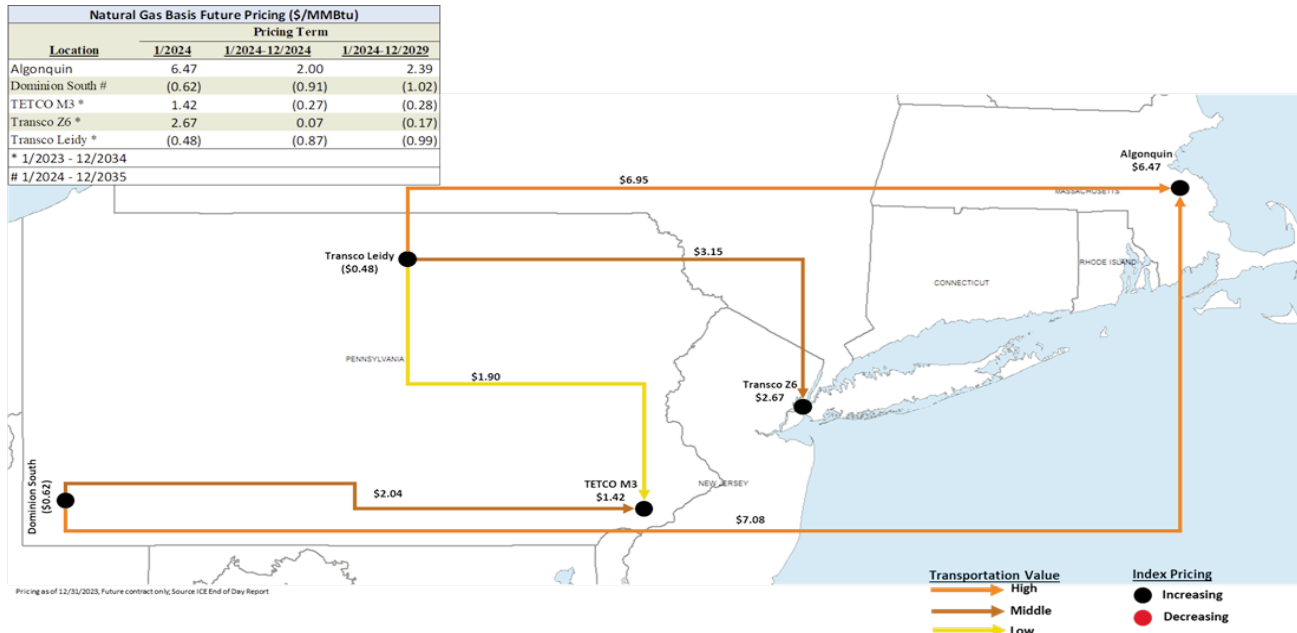 Natural Gas Basis Future Pricing ($/MMBtu)
Pricing Term
Location 1/2024 1/2024-12/2024 1/2024-12/2029
Algonquin 6.47 2.00 2.39
Dominion South # (0.62) (0.91) (1.02)
TETCO M3 * 1.42 (0.27) (0.28)
Transco Z6 * 2.67 0.07 (0.17)
Transco Leidy * (0.48) (0.87) (0.99)
* 1/2023 - 12/2034
# 1/2024 - 12/2035
Algonquin
$6.47
$6.95
MASSACHUSETTS
Transco Leidy
($0.48)
$3.15
RHODE ISLAND
CONNECTICUT
PENNSYLVANIA
$1.90
Transco Z6
$2.67
Dominion South
($0.62)
TETCO M3
$1.42
NEW JERSEY
$2.04
$7.08
Pricing as of 12/31/2023, Future contract only; Source ICE End of Day Report
Transportation Value
High
Middle
Low
Index Pricing
Increasing
Decreasing